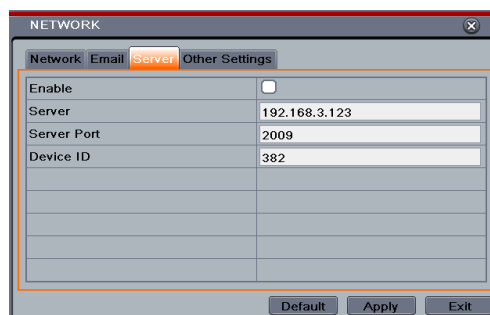 NETWORK
Network Email Server Other Settings
Enable
Server 192.168.3.123
Server Port 2009
Device ID 382
Default Apply Exit